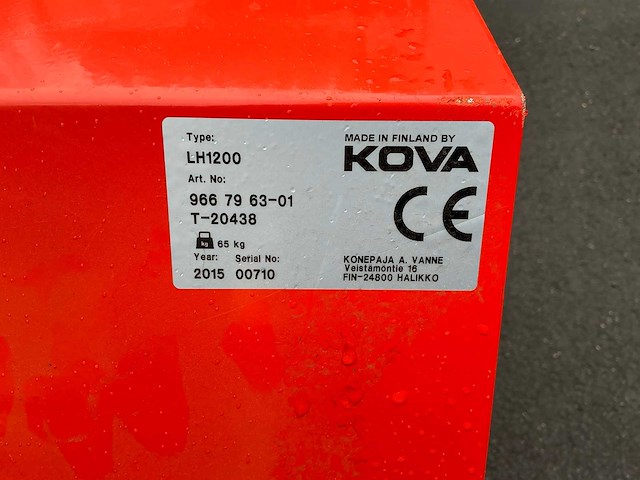 Type:
LH1200
Art. No:
966 79 63-01
T-20438
kg 65 kg
Year: Serial No:
2015 00710
MADE IN FINLAND BY
KOVA
CE
KONEPAJA A. VANNE
Veistämöntie 16
FIN-24800 HALIKKO